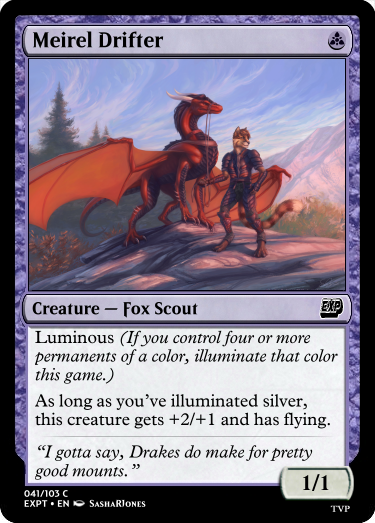 Meirel Drifter
Creature — Fox Scout
EXP
Luminous (If you control four or more
permanents of a color, illuminate that color
this game.)
As long as you've illuminated silver,
this creature gets +2/+1 and has flying.
"I gotta say, Drakes do make for pretty
good mounts."
1/1
041/103 C
EXPT • EN SashaRJones
TVP